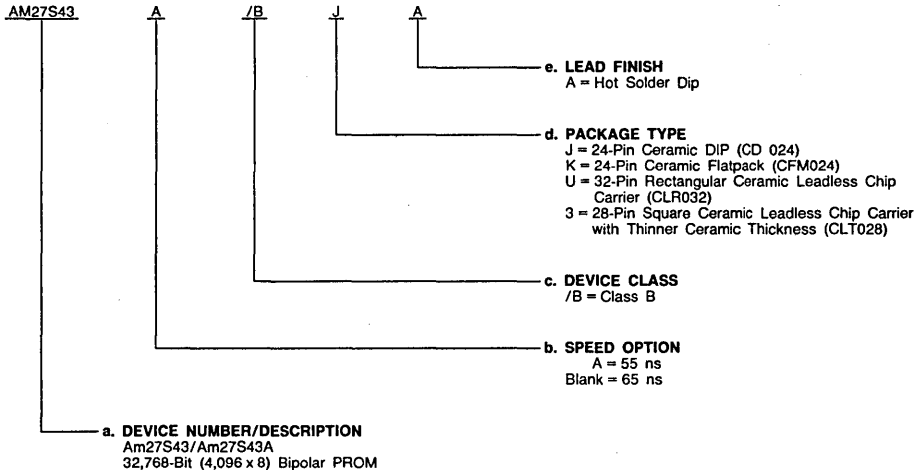 AM27S43 A /B J A
e. LEAD FINISH
A = Hot Solder Dip
d. PACKAGE TYPE
J = 24-Pin Ceramic DIP (CD 024)
K = 24-Pin Ceramic Flatpack (CFM024)
U = 32-Pin Rectangular Ceramic Leadless Chip
Carrier (CLR032)
3 = 28-Pin Square Ceramic Leadless Chip Carrier
with Thinner Ceramic Thickness (CLT028)
c. DEVICE CLASS
/B = Class B
b. SPEED OPTION
A = 55 ns
Blank = 65 ns
a. DEVICE NUMBER/DESCRIPTION
Am27S43/Am27S43A
32,768-Bit (4,096 x 8) Bipolar PROM